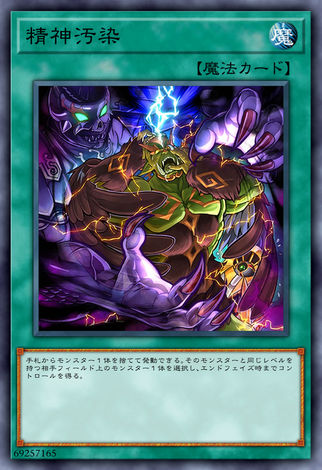 精神汚染
魔
【魔法カード】
手札からモンスター１体を捨てて発動できる。そのモンスターと同じレベルを
持つ相手フィールド上のモンスター１体を選択し、エンドフェイズ時までコン
トロールを得る。
69257165